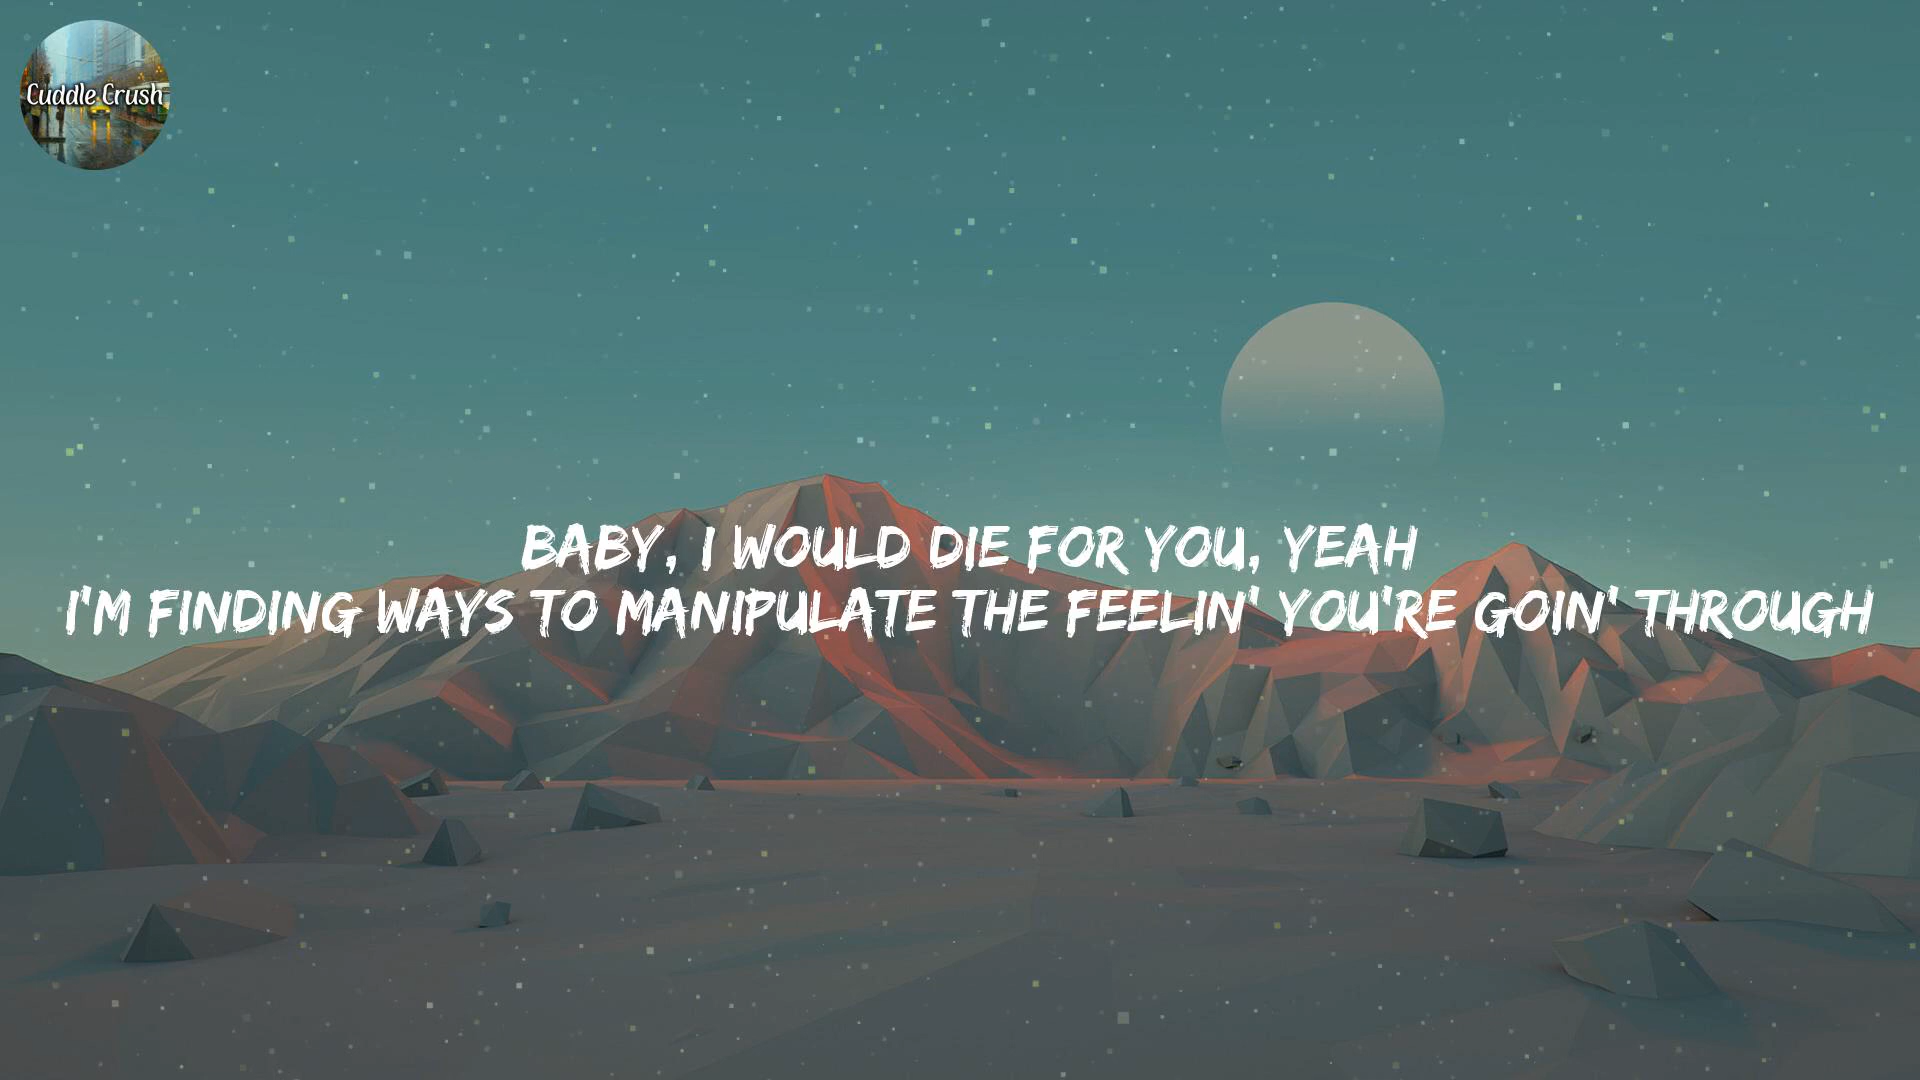 Cuddle Crush
BABY, I WOULD DIE FOR YOU, YEAH
I'M FINDING WAYS TO MANIPULATE THE FEELIN' YOU'RE GOIN' THROUGH